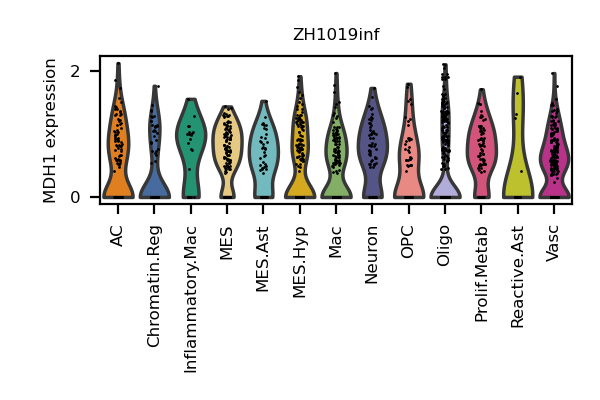 ZH1019inf
MDH1 expression
2
0
AC
Chromatin.Reg
Inflammatory.Mac
MES
MES.Ast
MES.Hyp
Mac
Neuron
OPC
Oligo
Prolif.Metab
Reactive.Ast
Vasc